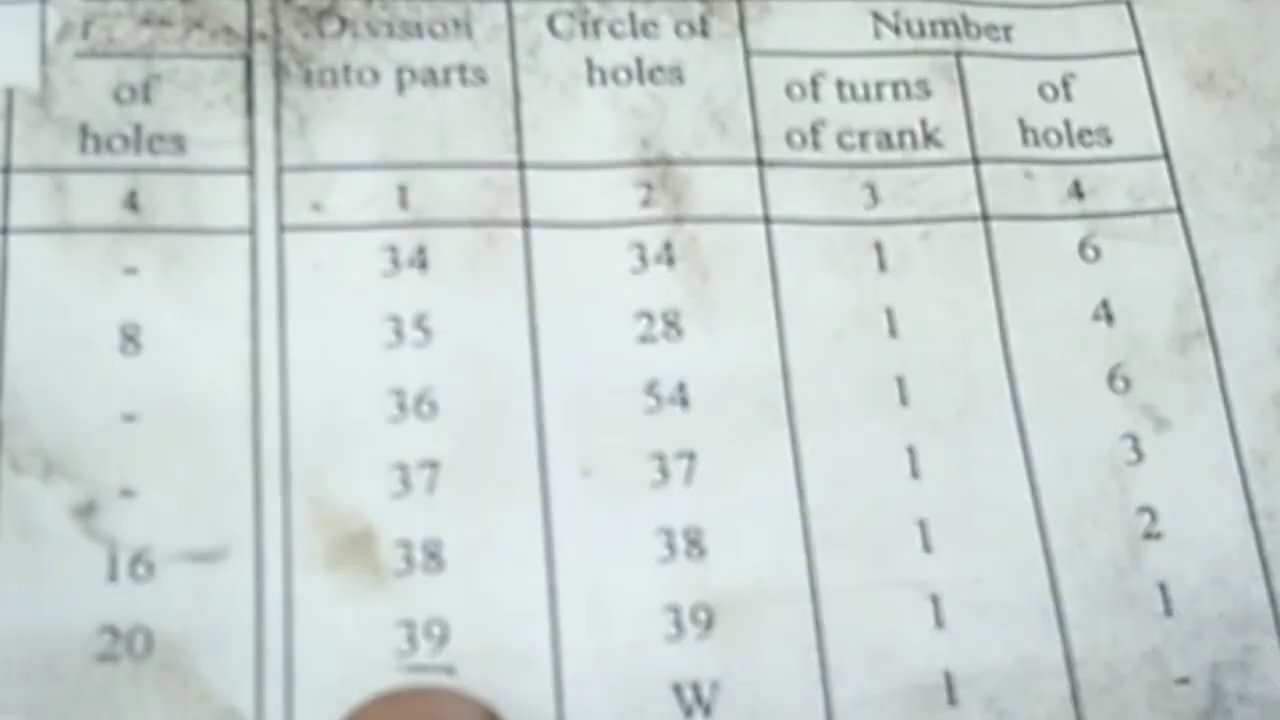 of holes
4
-
8
-
-
16
20
Division into parts | Circle of holes | Number
of turns of crank | of holes
1 | 2 | 3 | 4
34 | 34 | 1 | 6
35 | 28 | 1 | 4
36 | 54 | 1 | 6
37 | 37 | 1 | 3
38 | 38 | 1 | 2
39 | 39 | 1 | 1
W | 1 | -